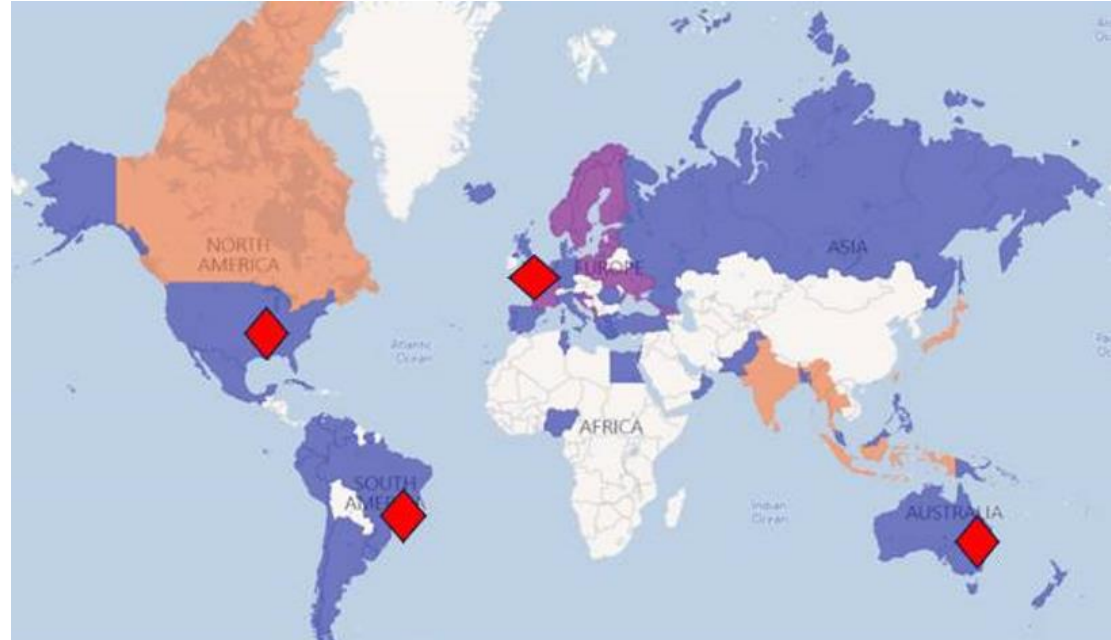 NORTH
AMERICA
Atlantic
Ocean
EUROPE
ASIA
AFRICA
SOUTH
AMERICA
Indian
Ocean
AUSTRALIA